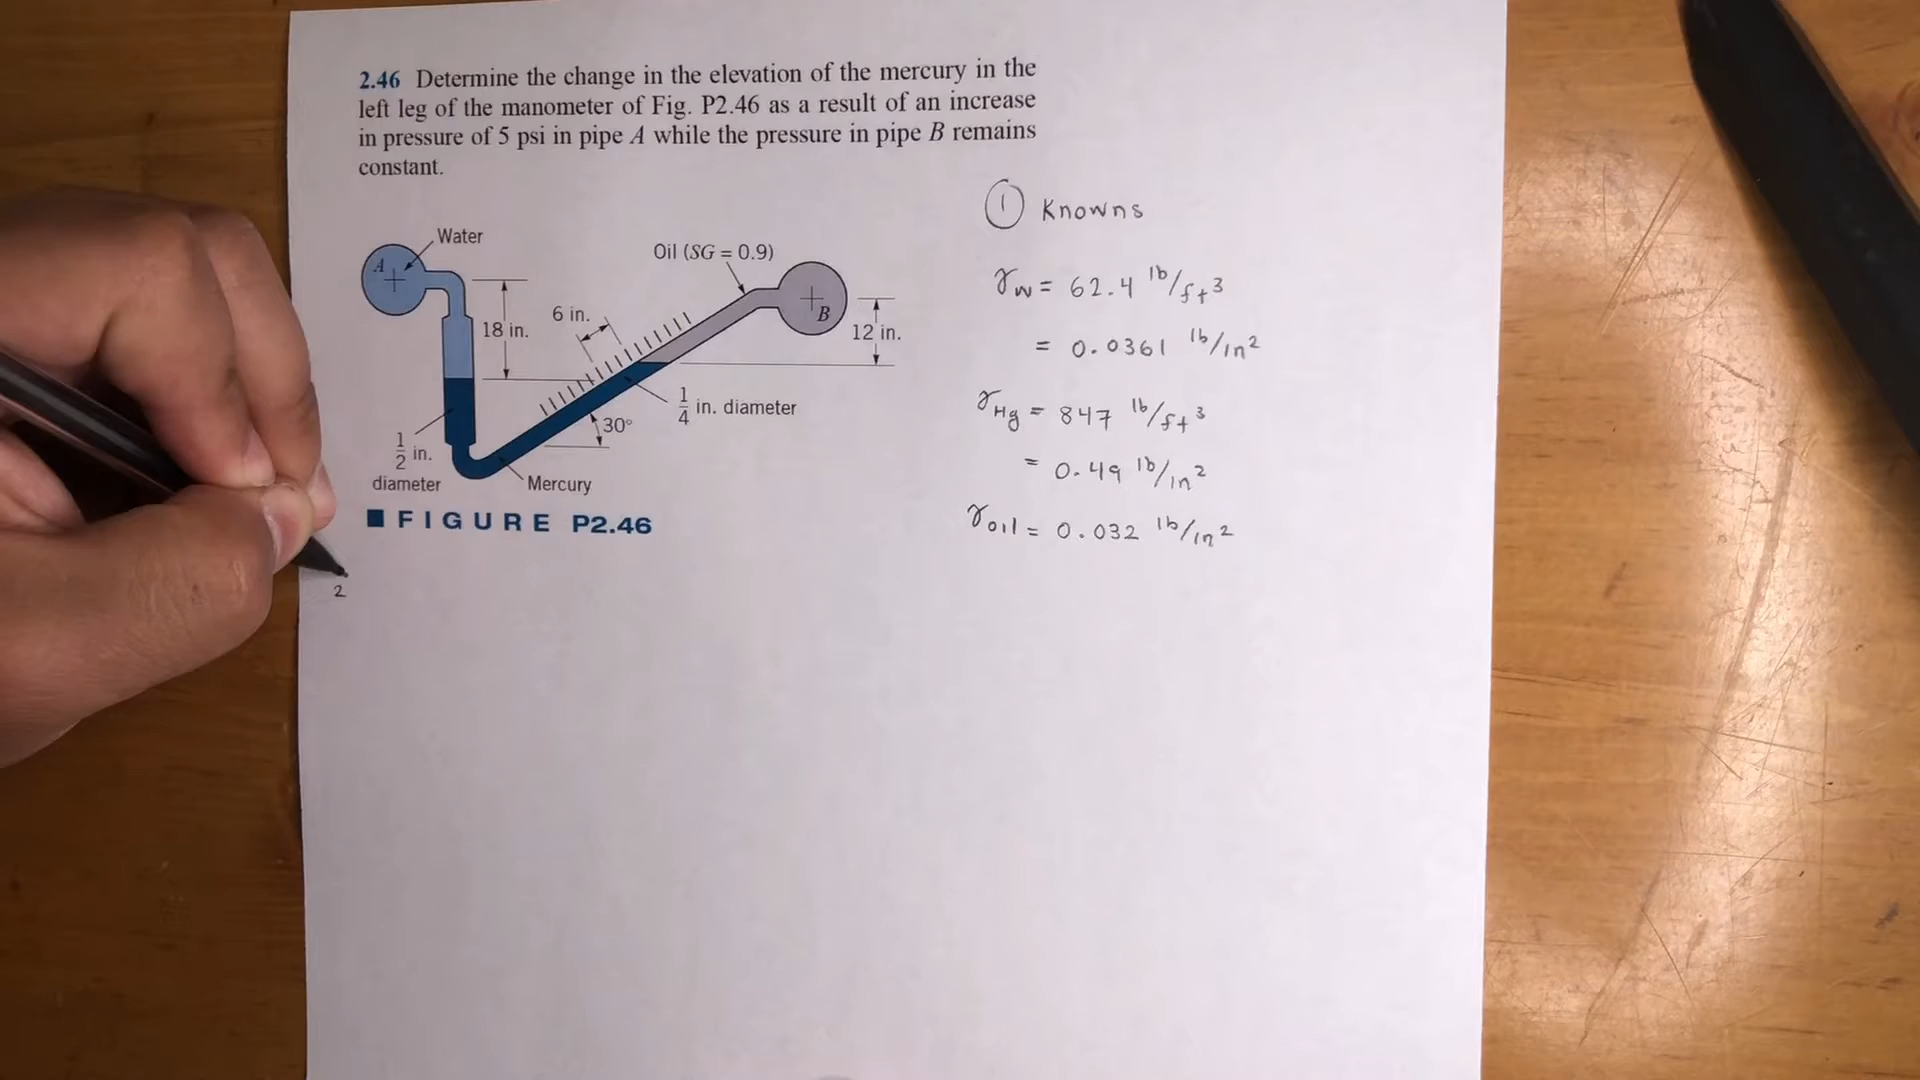 2.46 Determine the change in the elevation of the mercury in the
left leg of the manometer of Fig. P2.46 as a result of an increase
in pressure of 5 psi in pipe A while the pressure in pipe B remains
constant.
① Knowns
Water
Oil (SG = 0.9)
A
B
18 in.
6 in.
12 in.
1/4 in. diameter
30°
1/2 in.
diameter
Mercury
FIGURE P2.46
γw = 62.4 lb/ft³
= 0.0361 lb/in²
γHg = 847 lb/ft³
= 0.49 lb/in²
γoil = 0.032 lb/in²
2